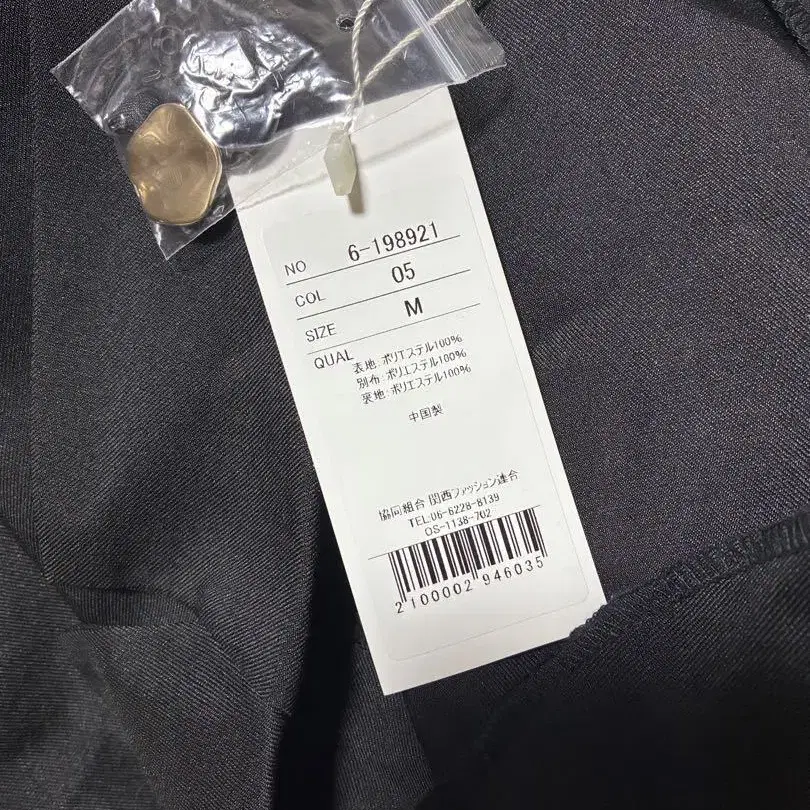 NO 6-198921
COL 05
SIZE M
QUAL
表地:ポリエステル100%
別布:ポリエステル100%
裏地:ポリエステル100%
中国製
協同組合 関西ファッション連合
TEL.06-6228-8139
OS-1138-702
2 100002 946035